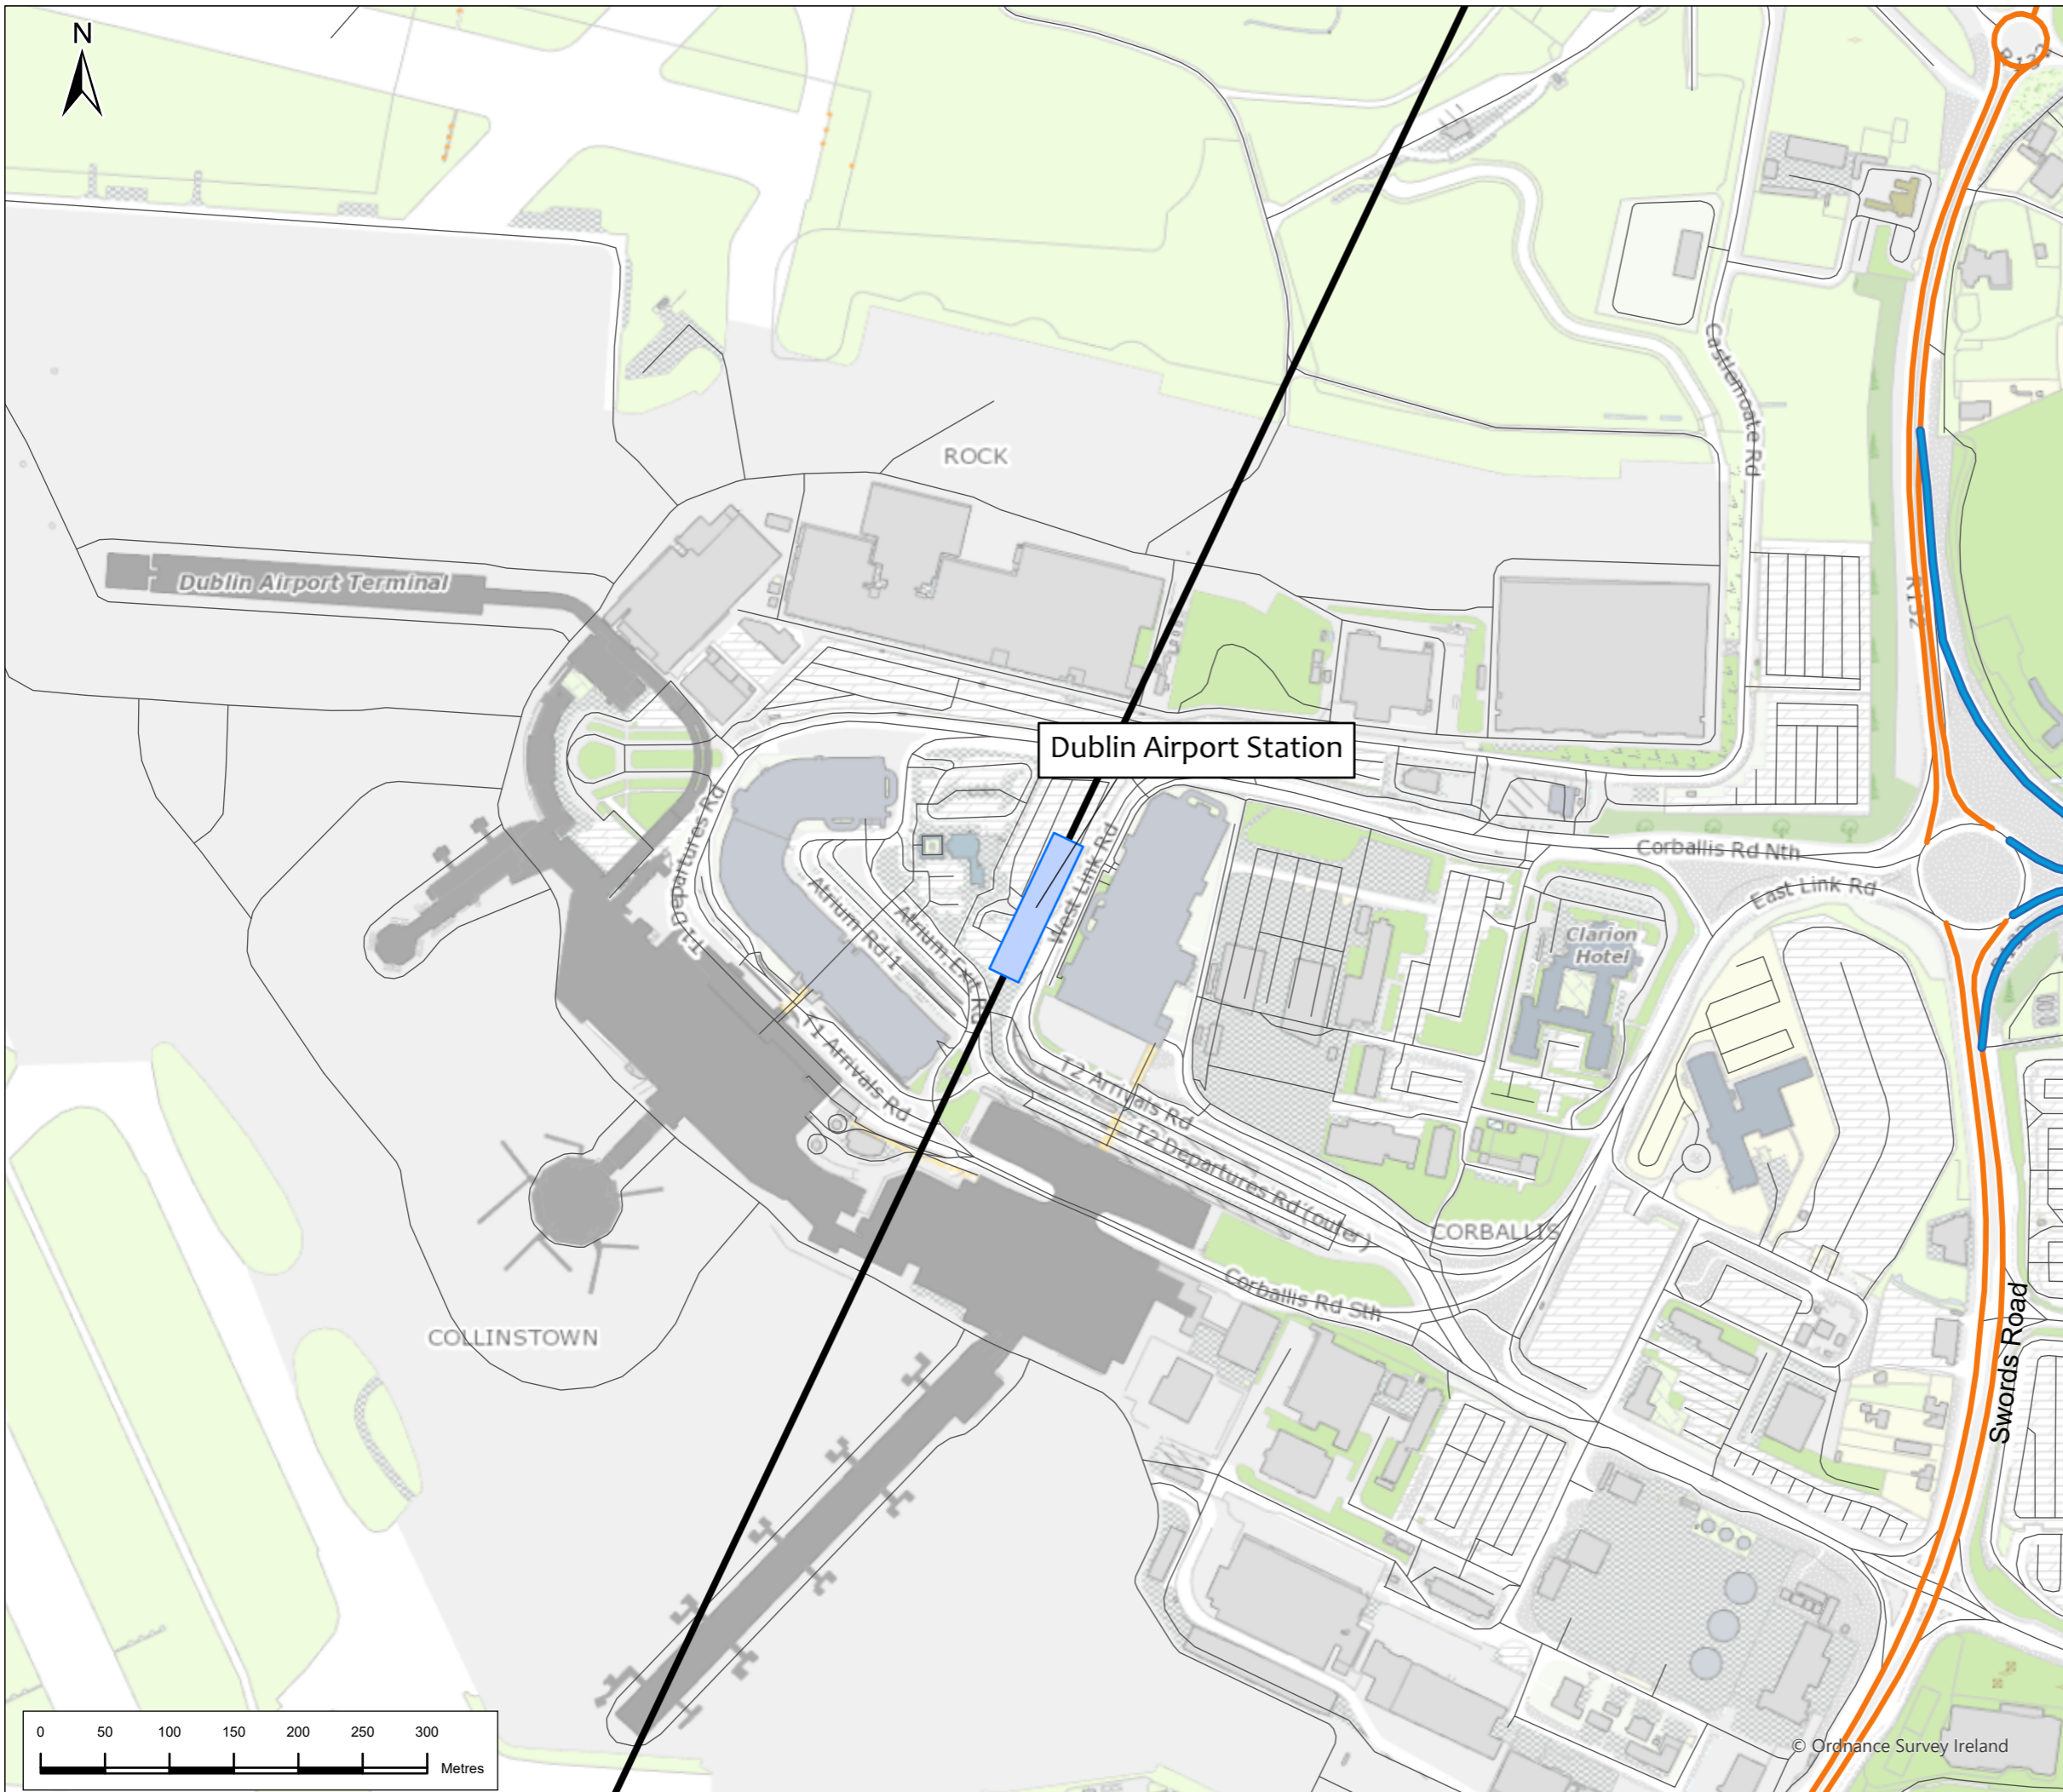 N
R132
Castlemoate Rd
ROCK
Dublin Airport Terminal
R132
Dublin Airport Station
T1 Departures Rd
West Link Rd
Corballis Rd Nth
East Link Rd
Atrium Rd 1
Atrium Exit Rd
Clarion
Hotel
R132
T1 Arrivals Rd
T2 Arrivals Rd
T2 Departures Rd (outer)
CORBALLIS
Corballis Rd Sth
COLLINSTOWN
Swords Road
0 50 100 150 200 250 300
Metres
© Ordnance Survey Ireland